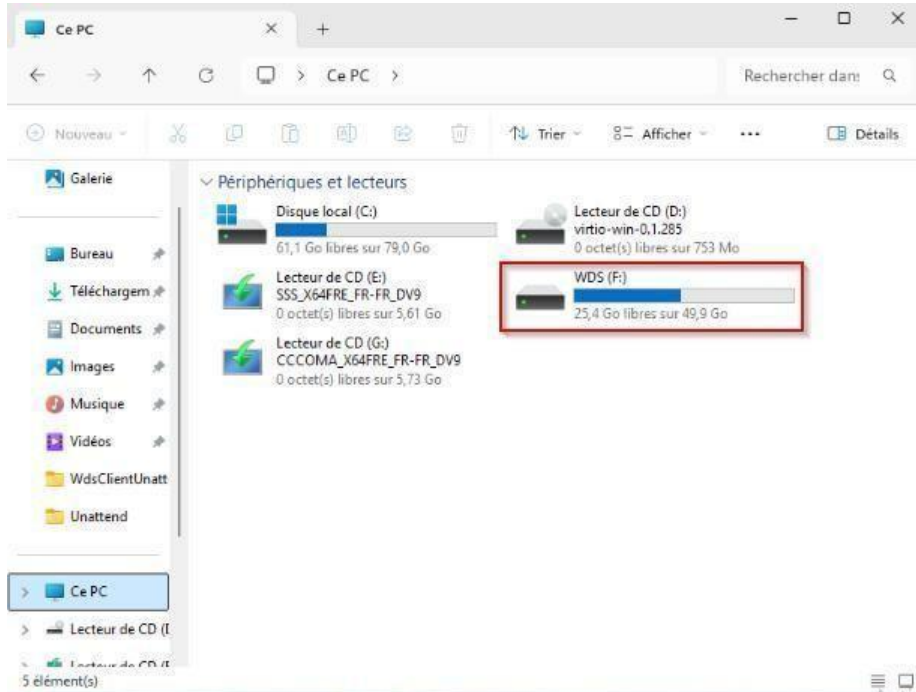 Ce PC
Ce PC
Rechercher dans
Nouveau
Trier
Afficher
Détails
Galerie
Bureau
Téléchargem
Documents
Images
Musique
Vidéos
WdsClientUnatt
Unattend
Ce PC
Lecteur de CD (D
Lecteur de CD (E
Périphériques et lecteurs
Disque local (C:)
61,1 Go libres sur 79,0 Go
Lecteur de CD (D:)
virtio-win-0.1.285
0 octet(s) libres sur 753 Mo
Lecteur de CD (E:)
SSS_X64FRE_FR-FR_DV9
0 octet(s) libres sur 5,61 Go
WDS (F:)
25,4 Go libres sur 49,9 Go
Lecteur de CD (G:)
CCCOMA_X64FRE_FR-FR_DV9
0 octet(s) libres sur 5,73 Go
5 élément(s)